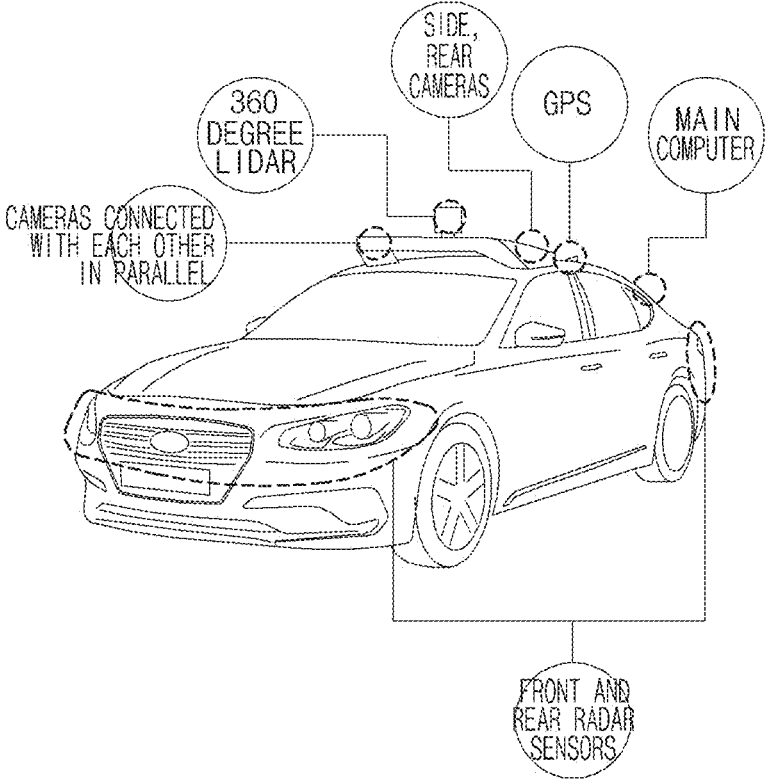 SIDE,
REAR
CAMERAS
360
DEGREE
LIDAR
GPS
MAIN
COMPUTER
CAMERAS CONNECTED
WITH EACH OTHER
IN PARALLEL
FRONT AND
REAR RADAR
SENSORS